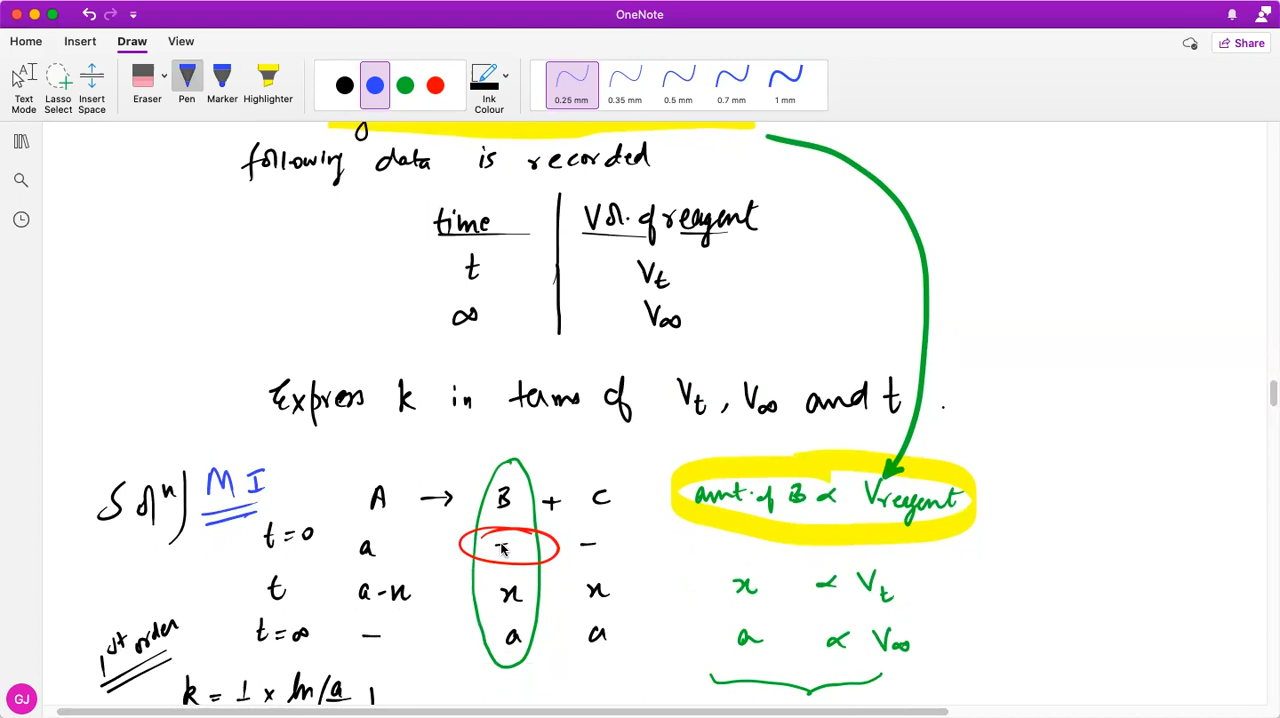 OneNote
Home Insert Draw View
Share
Text Mode
Lasso Select
Insert Space
Eraser
Pen
Marker
Highlighter
Ink Colour
0.25 mm 0.35 mm 0.5 mm 0.7 mm 1 mm
following data is recorded
time Vol. of reagent
t Vt
∞ V∞
Express k in terms of Vt, V∞ and t.
Solⁿ) M I A → B + C amt. of B ∝ Vreagent
t=0 a - -
t a-x x x x ∝ Vt
t=∞ - a a a ∝ V∞
1st order
k = 1 × ln/a
GJ